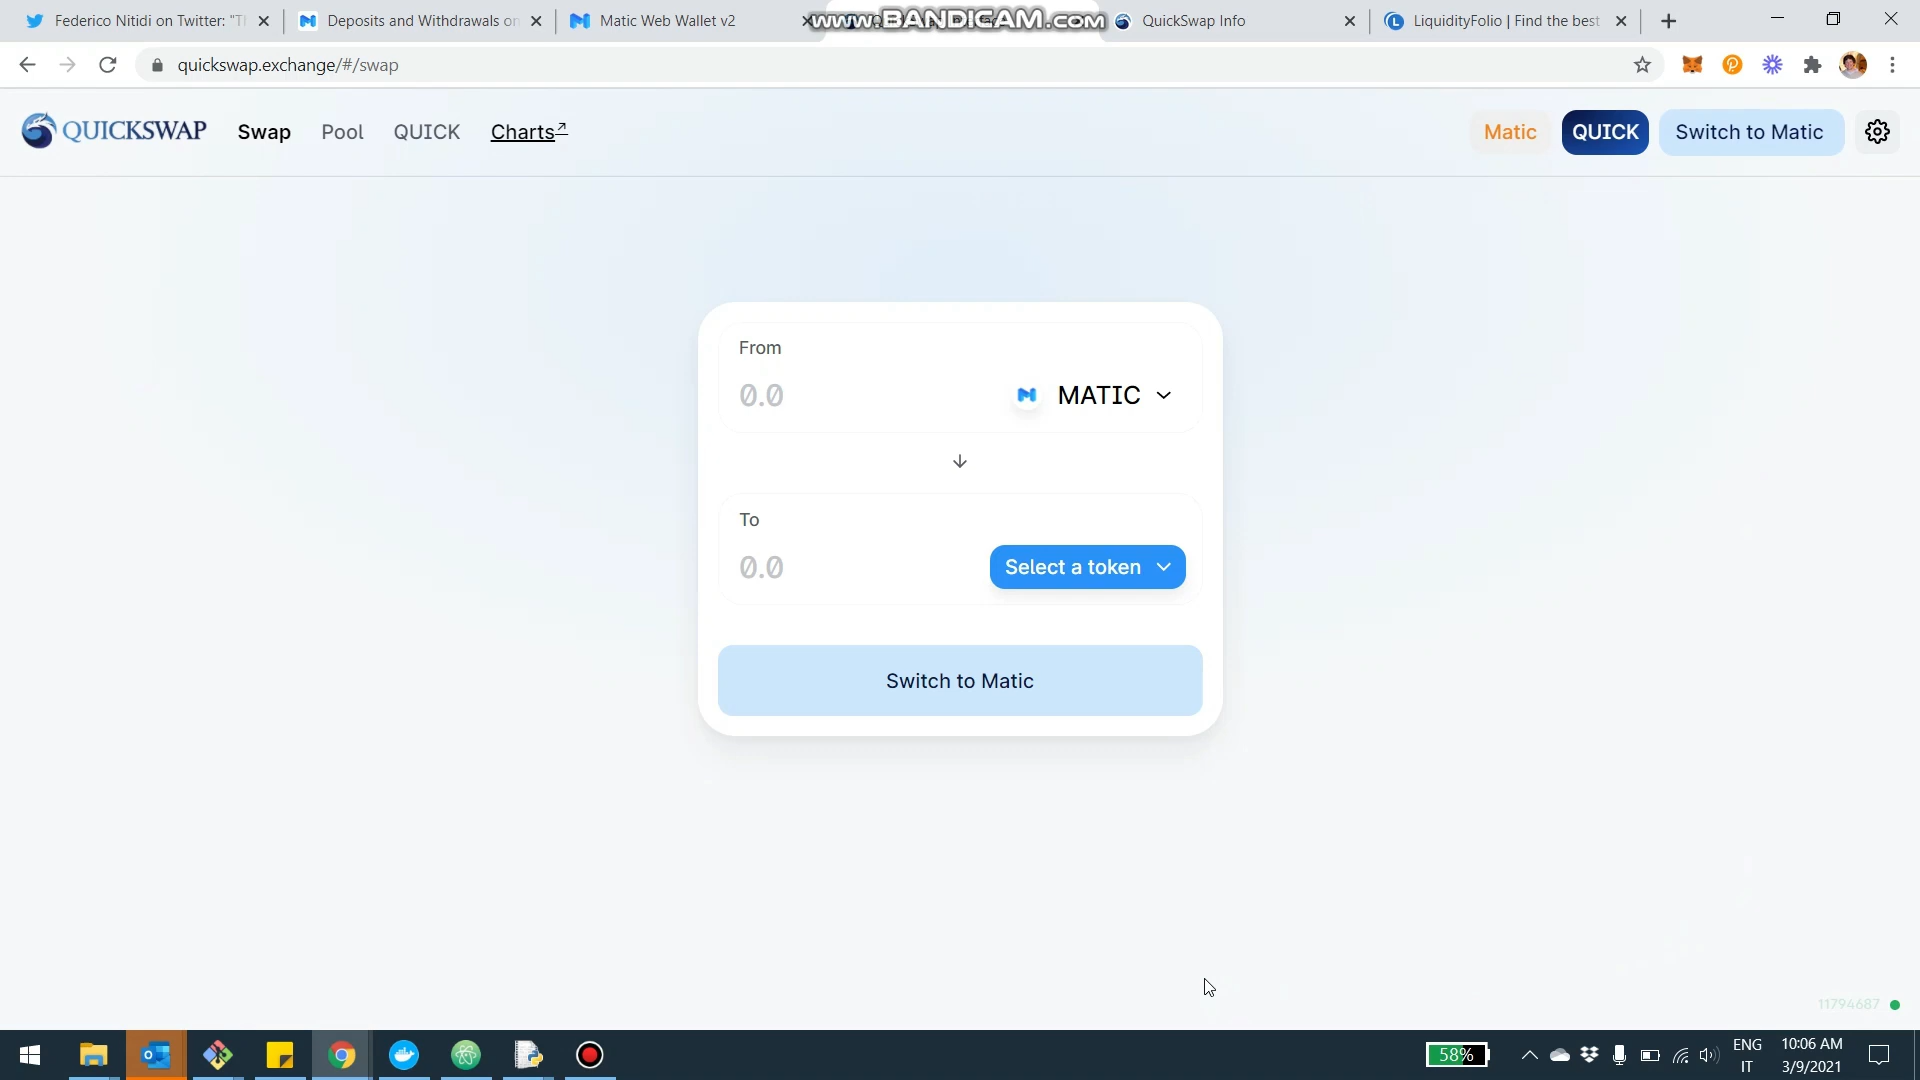 Federico Nitidi on Twitter: "Tl
Deposits and Withdrawals on
Matic Web Wallet v2
www.BANDICAM.com
QuickSwap Info
LiquidityFolio | Find the best
quickswap.exchange/#/swap
QUICKSWAP
Swap
Pool
QUICK
Charts↗
Matic
QUICK
Switch to Matic
From
0.0
MATIC
To
0.0
Select a token
Switch to Matic
11794687
58%
ENG
IT
10:06 AM
3/9/2021